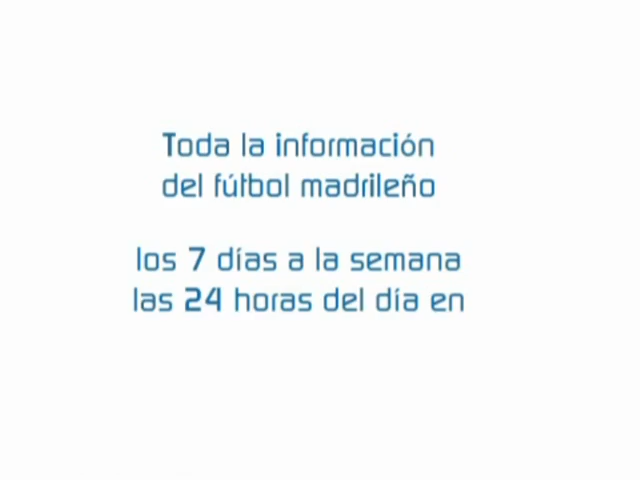 Toda la información
del fútbol madrileño
los 7 días a la semana
las 24 horas del día en